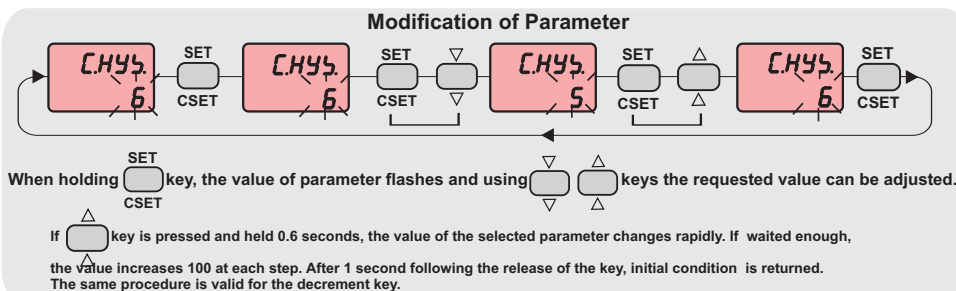 Modification of Parameter
C.HYS. SET C.HYS. SET ▽ C.HYS. SET △ C.HYS. SET
6 CSET 6 CSET ▽ 5 CSET △ 6 CSET
SET ▽ △
When holding key, the value of parameter flashes and using keys the requested value can be adjusted.
CSET ▽ △
△
If key is pressed and held 0.6 seconds, the value of the selected parameter changes rapidly. If waited enough,
△
the value increases 100 at each step. After 1 second following the release of the key, initial condition is returned.
The same procedure is valid for the decrement key.